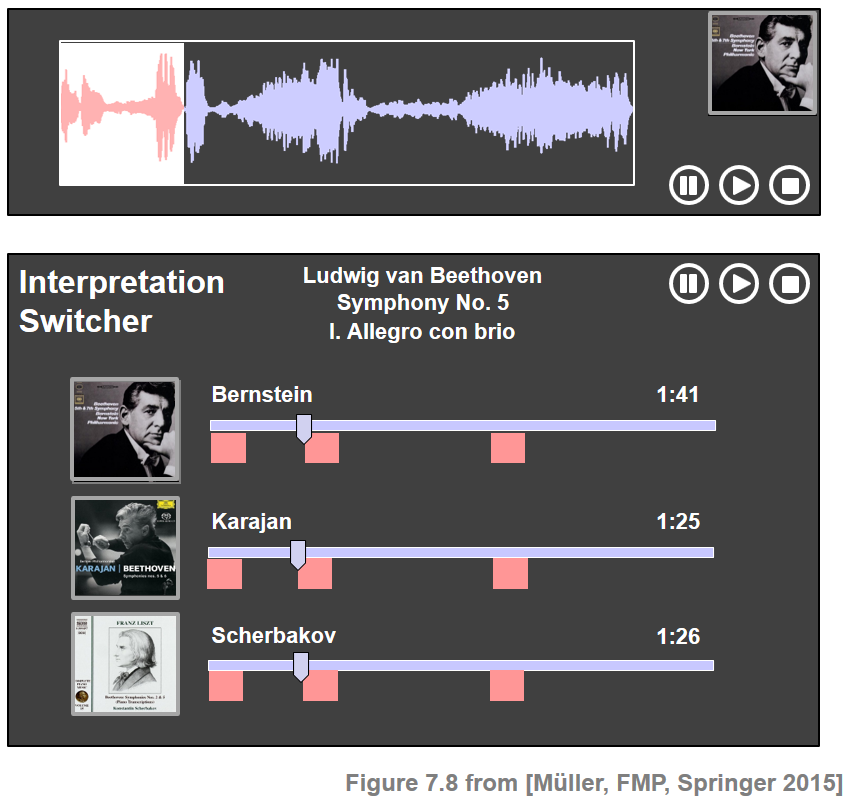 Beethoven
5th & 7th Symphony
Bernstein
New York
Philharmonic
Interpretation
Switcher
Ludwig van Beethoven
Symphony No. 5
I. Allegro con brio
Bernstein
1:41
Beethoven
5th & 7th Symphony
Bernstein
New York
Philharmonic
Karajan
1:25
KARAJAN | BEETHOVEN
Symphonies nos. 5 & 6
Scherbakov
1:26
FRANZ LISZT
Beethoven: Symphonies Nos. 2 & 5
(Piano Transcriptions)
Konstantin Scherbakov
Figure 7.8 from [Müller, FMP, Springer 2015]